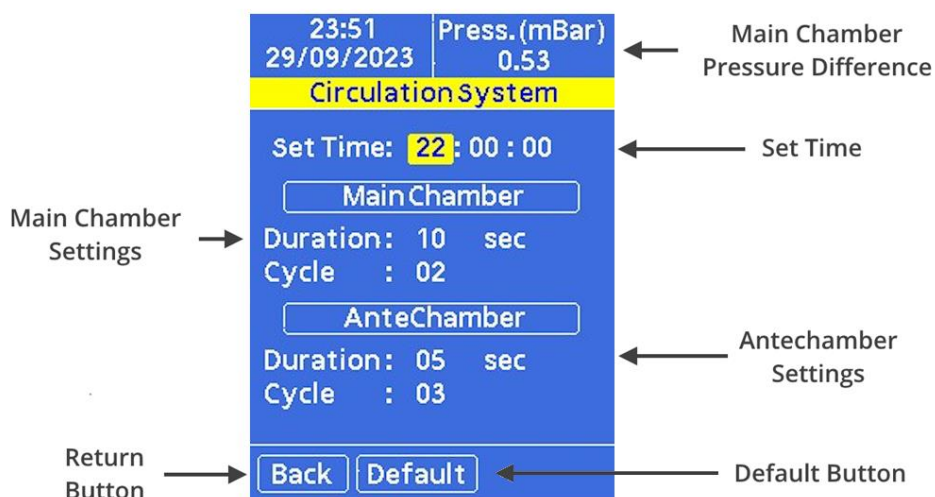 23:51
29/09/2023
Press.(mBar)
0.53
Main Chamber
Pressure Difference
Circulation System
Set Time: 22 : 00 : 00
Set Time
Main Chamber
Main Chamber
Settings
Duration: 10 sec
Cycle : 02
AnteChamber
Duration: 05 sec
Cycle : 03
Antechamber
Settings
Return
Button
Back
Default
Default Button